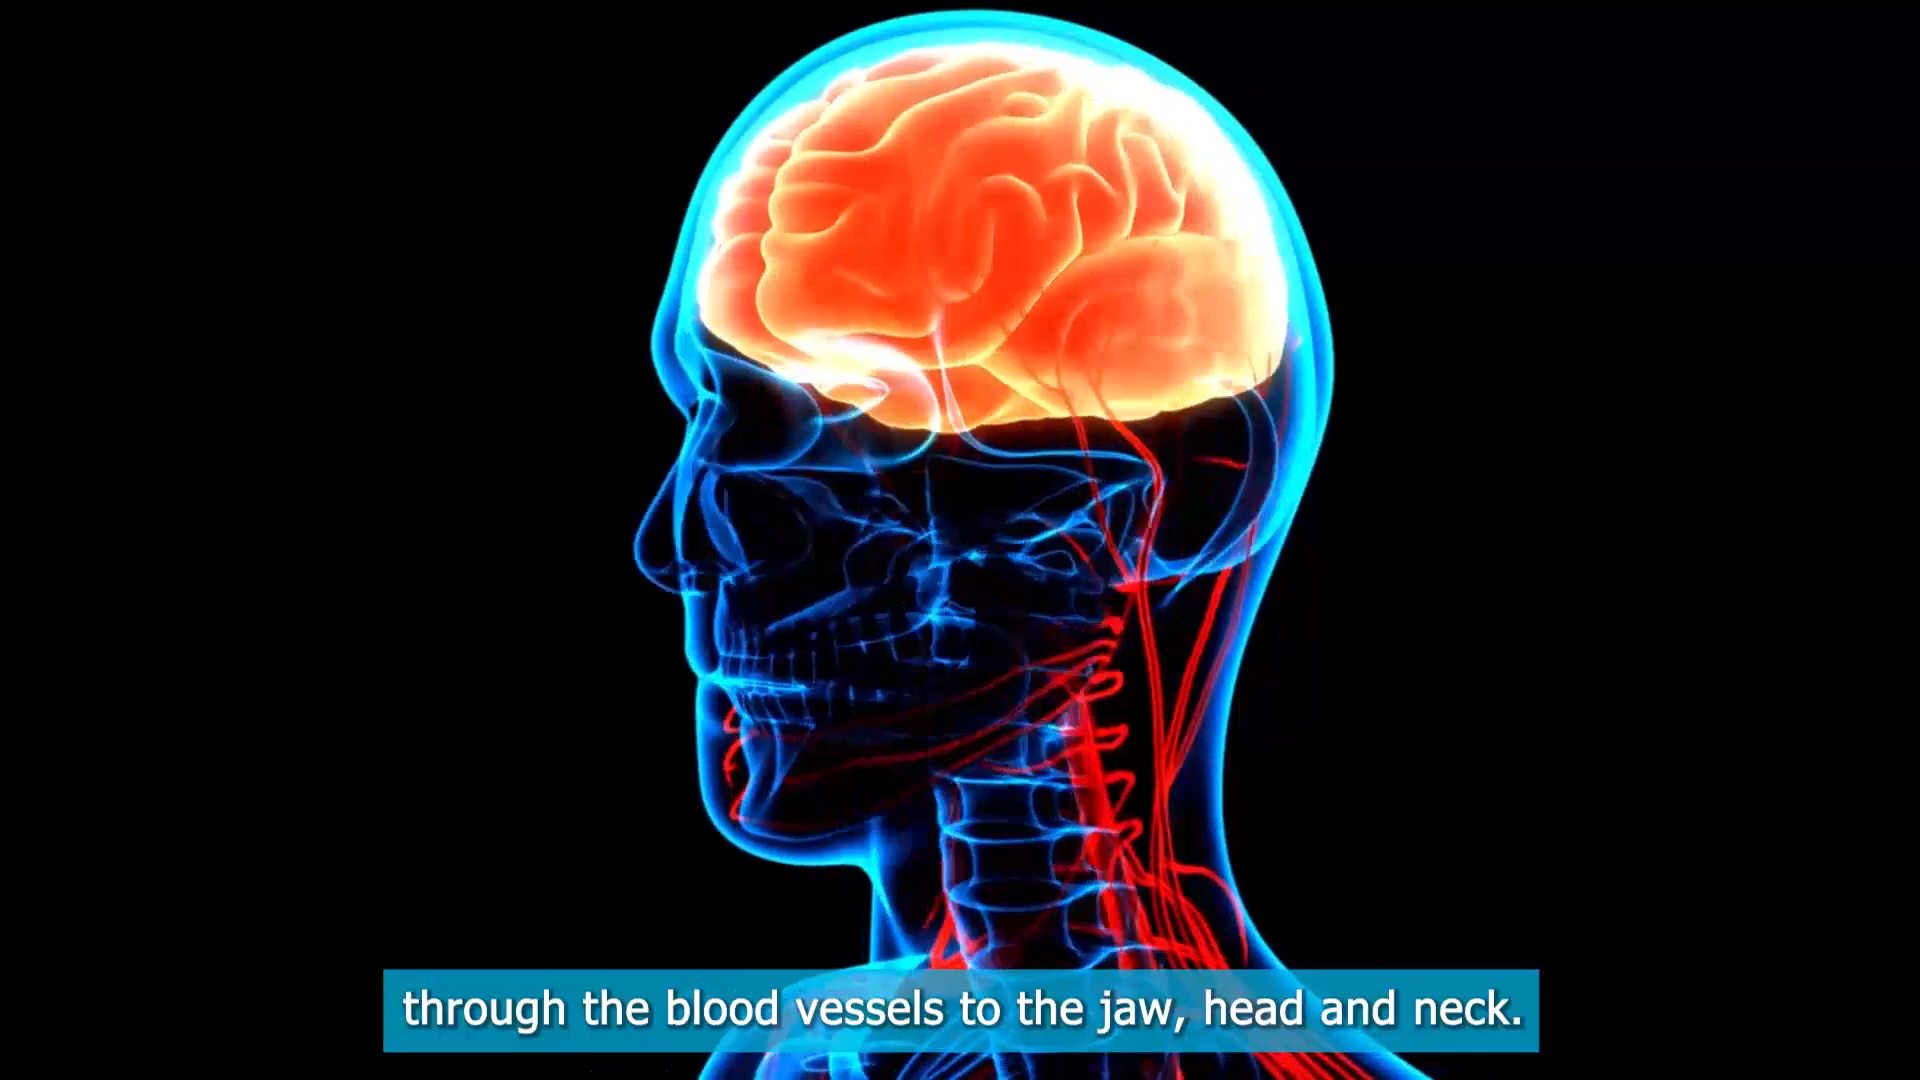 through the blood vessels to the jaw, head and neck.